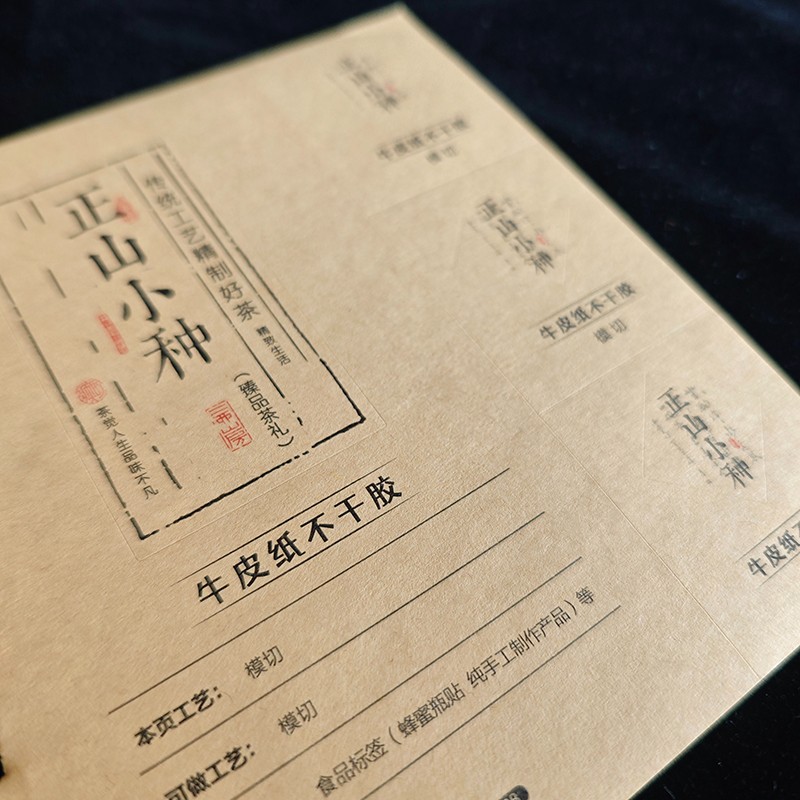 正山小种
传统工艺精制好茶
精致生活
(臻品茶礼)
茶觉人生品味不凡
牛皮纸不干胶
本页工艺: 模切
可做工艺: 模切
食品标签(蜂蜜瓶贴 纯手工制作产品)等
正山小种
牛皮纸不干胶
模切
正山小种
牛皮纸不干胶
模切
正山小种
牛皮纸不